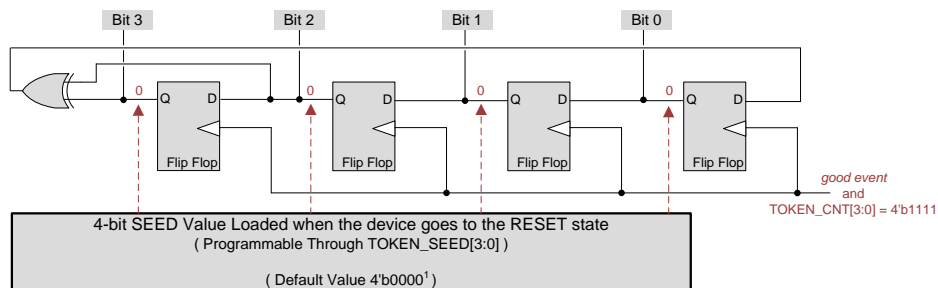 Bit 3 Bit 2 Bit 1 Bit 0
0 0 0 0
Q D Q D Q D Q D
Flip Flop Flip Flop Flip Flop Flip Flop
good event
and
TOKEN_CNT[3:0] = 4'b1111
4-bit SEED Value Loaded when the device goes to the RESET state
( Programmable Through TOKEN_SEED[3:0] )
( Default Value 4'b0000¹ )